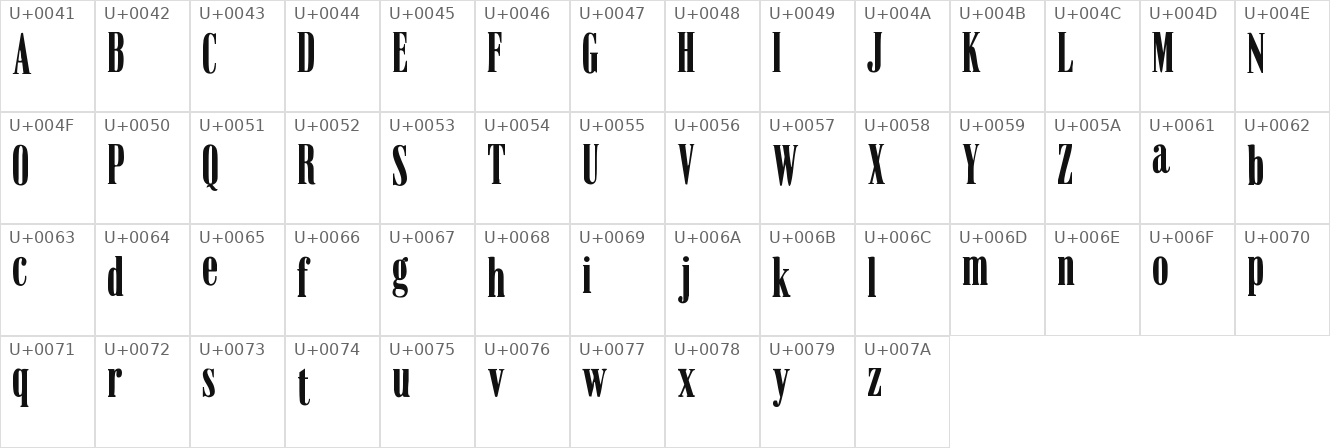 U+0041 U+0042 U+0043 U+0044 U+0045 U+0046 U+0047 U+0048 U+0049 U+004A U+004B U+004C U+004D U+004E
A B C D E F G H I J K L M N
U+004F U+0050 U+0051 U+0052 U+0053 U+0054 U+0055 U+0056 U+0057 U+0058 U+0059 U+005A U+0061 U+0062
O P Q R S T U V W X Y Z a b
U+0063 U+0064 U+0065 U+0066 U+0067 U+0068 U+0069 U+006A U+006B U+006C U+006D U+006E U+006F U+0070
c d e f g h i j k l m n o p
U+0071 U+0072 U+0073 U+0074 U+0075 U+0076 U+0077 U+0078 U+0079 U+007A
q r s t u v w x y z